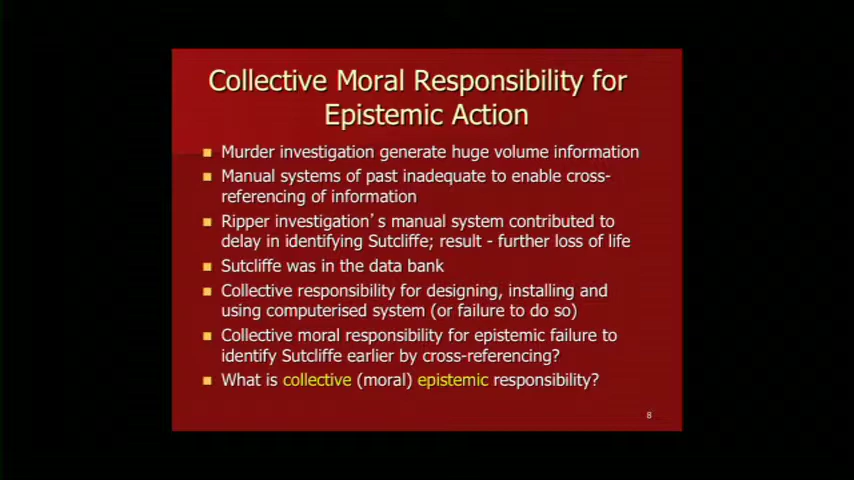 Collective Moral Responsibility for
Epistemic Action
Murder investigation generate huge volume information
Manual systems of past inadequate to enable cross-
referencing of information
Ripper investigation's manual system contributed to
delay in identifying Sutcliffe; result - further loss of life
Sutcliffe was in the data bank
Collective responsibility for designing, installing and
using computerised system (or failure to do so)
Collective moral responsibility for epistemic failure to
identify Sutcliffe earlier by cross-referencing?
What is collective (moral) epistemic responsibility?
8